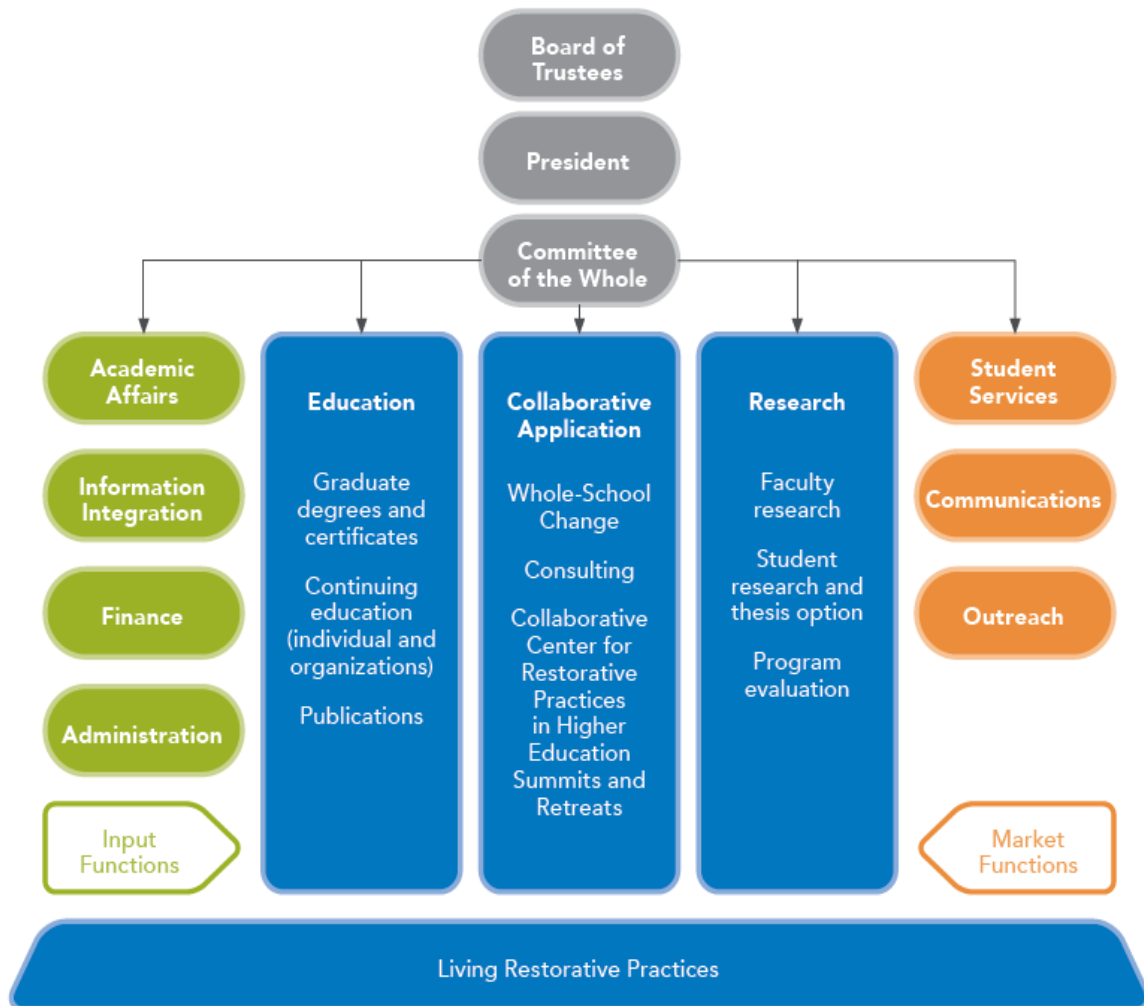 Board of
Trustees
President
Committee
of the Whole
Academic
Affairs
Information
Integration
Finance
Administration
Input
Functions
Education
Graduate
degrees and
certificates
Continuing
education
(individual and
organizations)
Publications
Collaborative
Application
Whole-School
Change
Consulting
Collaborative
Center for
Restorative
Practices
in Higher
Education
Summits and
Retreats
Research
Faculty
research
Student
research and
thesis option
Program
evaluation
Student
Services
Communications
Outreach
Market
Functions
Living Restorative Practices